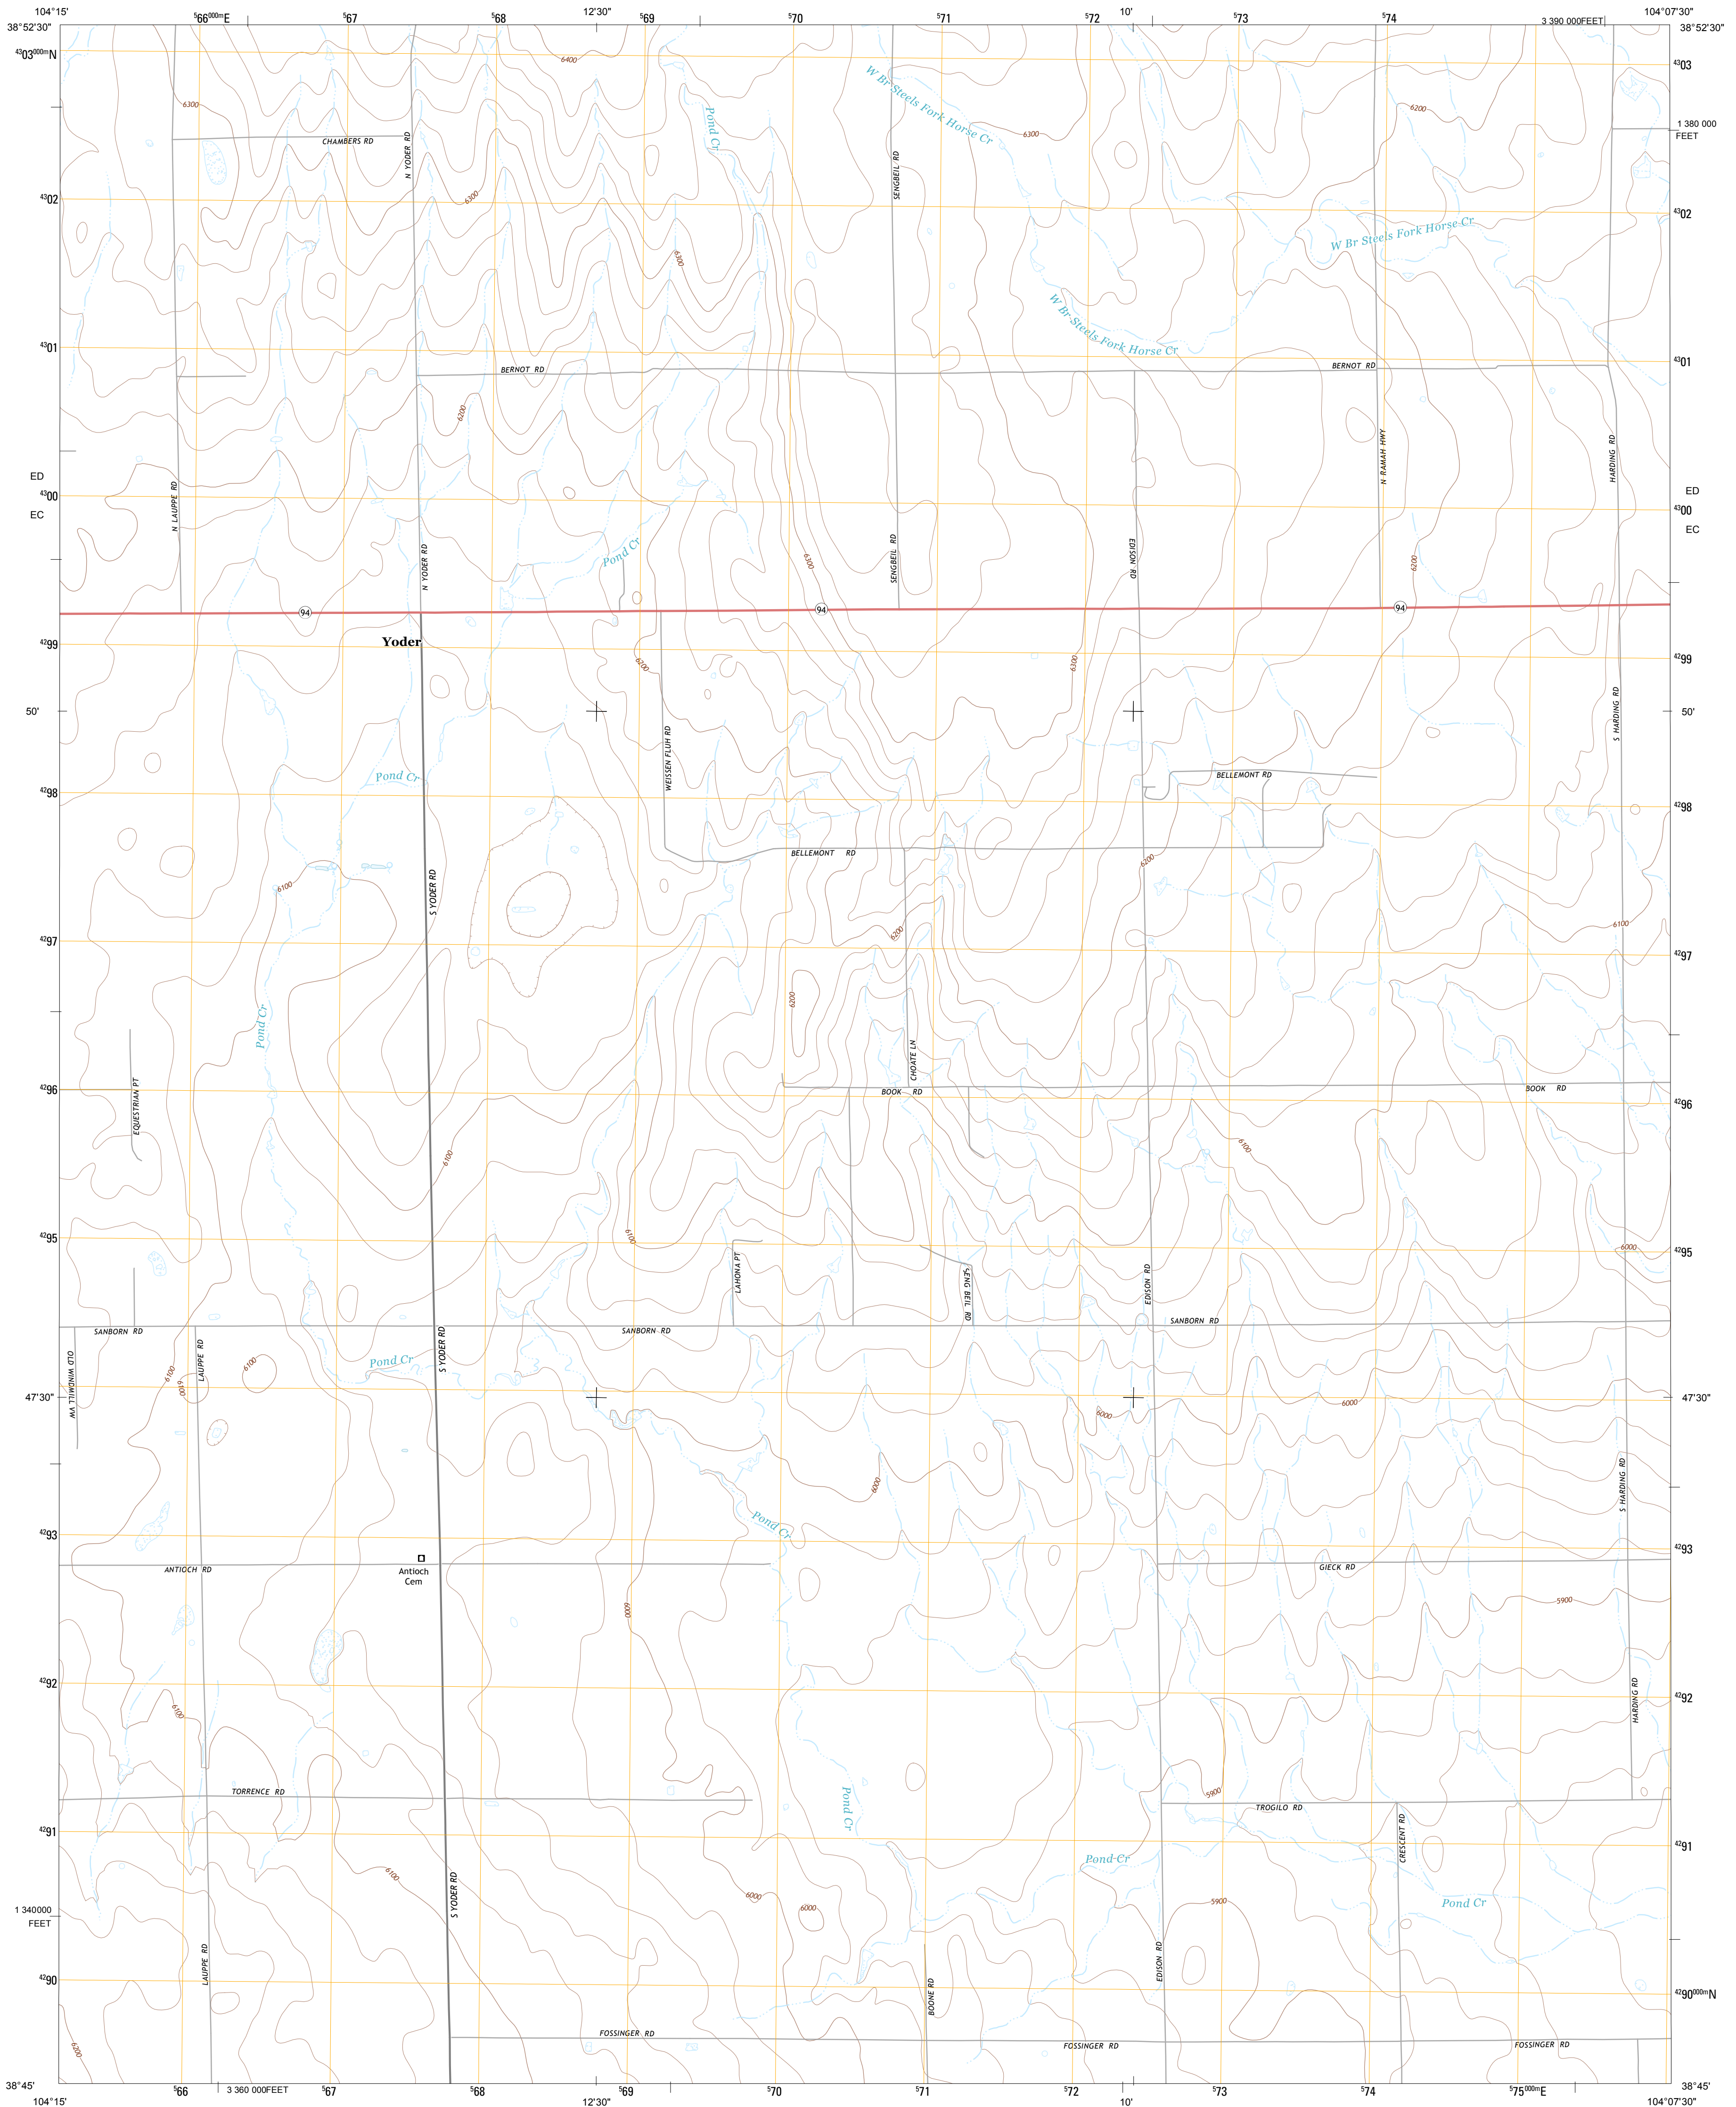 104°15'
⁵66⁰⁰⁰ᵐE
⁵67
⁵68
12'30"
⁵69
⁵70
⁵71
⁵72
10'
⁵73
⁵74
3 390 000FEET
104°07'30"
38°52'30"
38°52'30"
⁴³03⁰⁰⁰ᵐN
⁴³03
6400
6300
W Br Steels Fork Horse Cr
Pond Cr
6300
6200
1 380 000
FEET
CHAMBERS RD
N YODER RD
SENGBEIL RD
6300
⁴³02
⁴³02
W Br Steels Fork Horse Cr
6300
W Br Steels Fork Horse Cr
⁴³01
⁴³01
BERNOT RD
BERNOT RD
6200
N RAMAH HWY
HARDING RD
ED
EC
⁴³00
N LAUPPE RD
ED
⁴³00
EC
N YODER RD
Pond Cr
6300
SENGBEIL RD
EDISON RD
6200
94
94
94
Yoder
⁴²99
6200
6300
⁴²99
50'
50'
S HARDING RD
WEISSEN FLUH RD
Pond Cr
BELLEMONT RD
⁴²98
⁴²98
BELLEMONT RD
6200
6100
S YODER RD
6200
6100
⁴²97
⁴²97
6200
Pond Cr
CHOATE LN
⁴²96
BOOK RD
BOOK RD
⁴²96
EQUESTRIAN PT
6100
6100
⁴²95
6100
6000
⁴²95
LAHONA PT
SENG BEIL RD
EDISON RD
SANBORN RD
SANBORN RD
SANBORN RD
OLD WINDMILL VW
LAUPPE RD
S YODER RD
6100
6100
6100
Pond Cr
47'30"
6000
6000
47'30"
6000
S HARDING RD
Pond Cr
⁴²93
⁴²93
ANTIOCH RD
Antioch
Cem
GIECK RD
6000
5900
⁴²92
⁴²92
6100
HARDING RD
TORRENCE RD
5900
TROGILO RD
Pond Cr
CRESCENT RD
⁴²91
⁴²91
Pond Cr
6100
S YODER RD
6000
6000
5900
Pond Cr
1 340000
FEET
LAUPPE RD
EDISON RD
⁴²90
⁴²90⁰⁰⁰ᵐN
BOONE RD
6200
FOSSINGER RD
FOSSINGER RD
FOSSINGER RD
38°45'
38°45'
⁵66
3 360 000FEET
⁵67
⁵68
⁵69
⁵70
⁵71
⁵72
⁵73
⁵74
⁵75⁰⁰⁰ᵐE
104°15'
12'30"
10'
104°07'30"